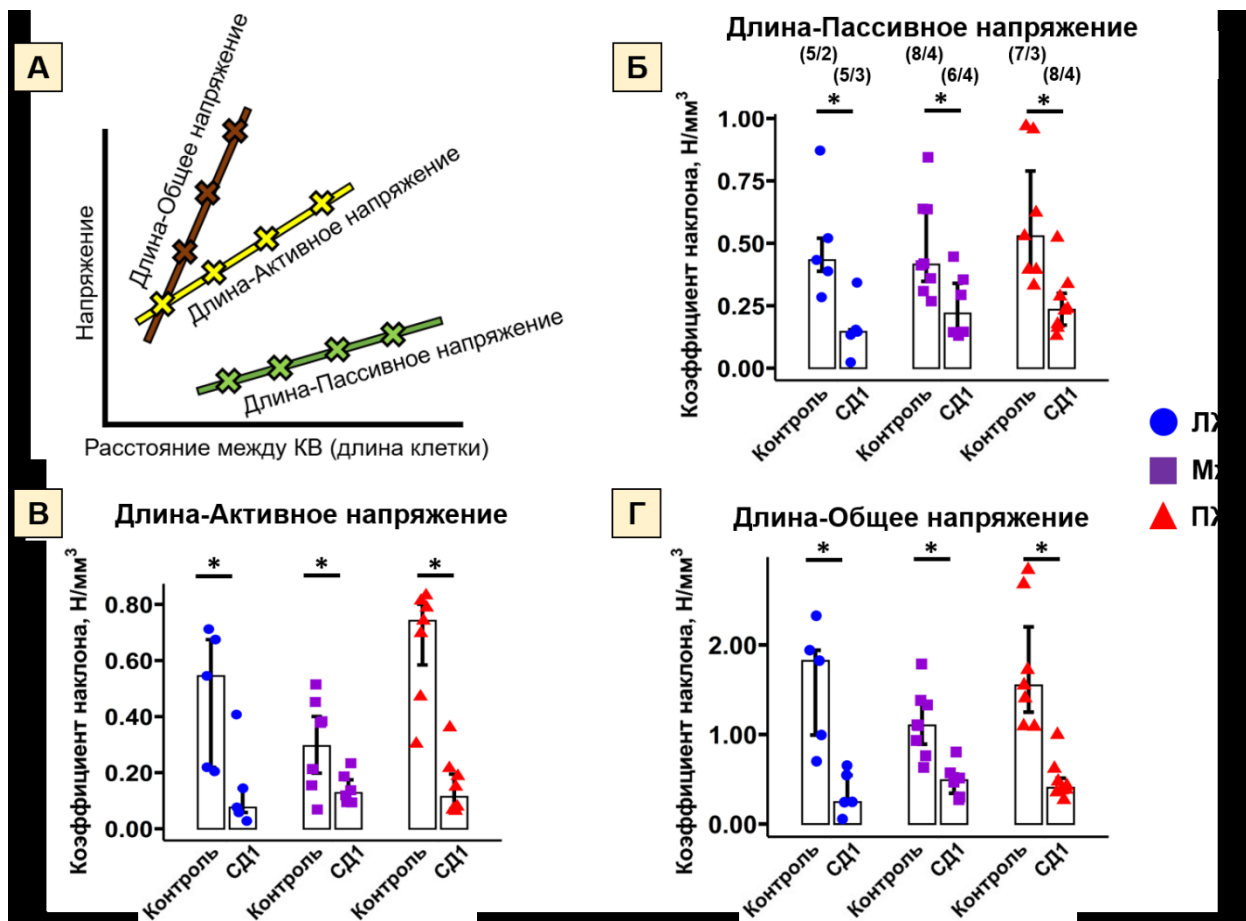 А
Напряжение
Длина-Общее напряжение
Длина-Активное напряжение
Длина-Пассивное напряжение
Расстояние между КВ (длина клетки)
Б
Длина-Пассивное напряжение
(5/2) (8/4) (7/3)
(5/3) (6/4) (8/4)
* * *
Коэффициент наклона, Н/мм³
1.00
0.75
0.50
0.25
0.00
Контроль СД1 Контроль СД1 Контроль СД1
В
Длина-Активное напряжение
* * *
Коэффициент наклона, Н/мм³
0.80
0.60
0.40
0.20
0.00
Контроль СД1 Контроль СД1 Контроль СД1
Г
Длина-Общее напряжение
* * *
Коэффициент наклона, Н/мм³
2.00
1.00
0.00
Контроль СД1 Контроль СД1 Контроль СД1